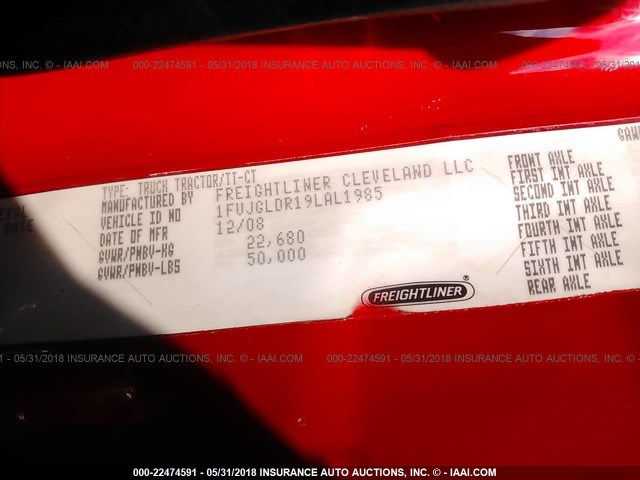 1 - 05/31/2018 INSURANCE AUTO AUCTIONS, INC. - © IAAI.COM 000-22474591 - 05/31/2018 INSURANCE AUTO AUCTIONS, INC. - © IAAI.COM
TYPE: TRUCK TRACTOR/TT-CT
MANUFACTURED BY FREIGHTLINER CLEVELAND LLC
VEHICLE ID NO 1FUJGLDR19LAL1985
DATE OF MFR 12/08
GVWR/PNBV-KG 22,680
GVWR/PNBV-LBS 50,000
FREIGHTLINER®
GAWR
FRONT AXLE
FIRST INT AXLE
SECOND INT AXLE
THIRD INT AXLE
FOURTH INT AXLE
FIFTH INT AXLE
SIXTH INT AXLE
REAR AXLE
05/31/2018 INSURANCE AUTO AUCTIONS, INC. - © IAAI.COM 000-22474591 - 05/31/2018 INSURANCE AUTO AUCTIONS, INC. - © IAAI.COM
000-22474591 - 05/31/2018 INSURANCE AUTO AUCTIONS, INC. - © IAAI.COM